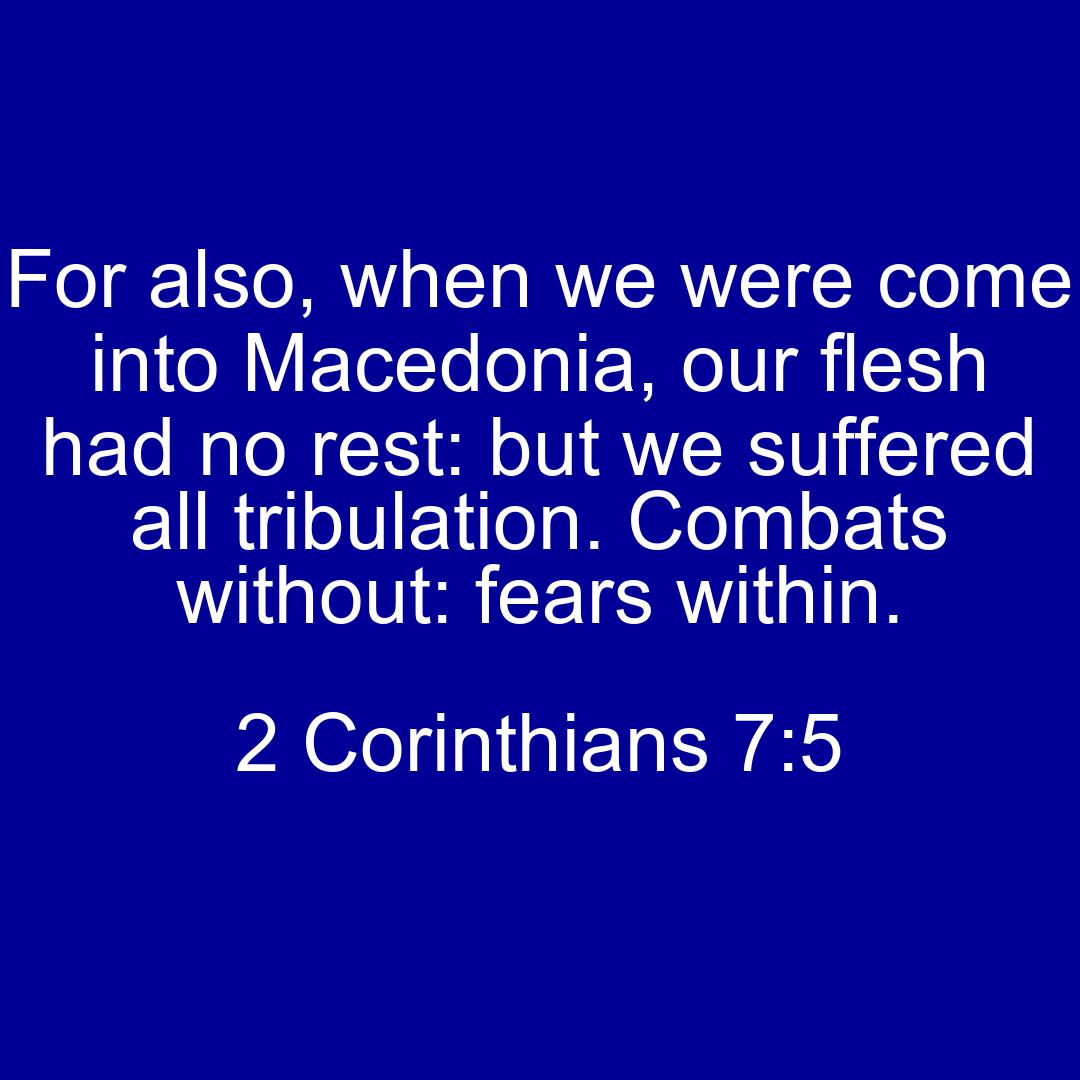 For also, when we were come
into Macedonia, our flesh
had no rest: but we suffered
all tribulation. Combats
without: fears within.
2 Corinthians 7:5